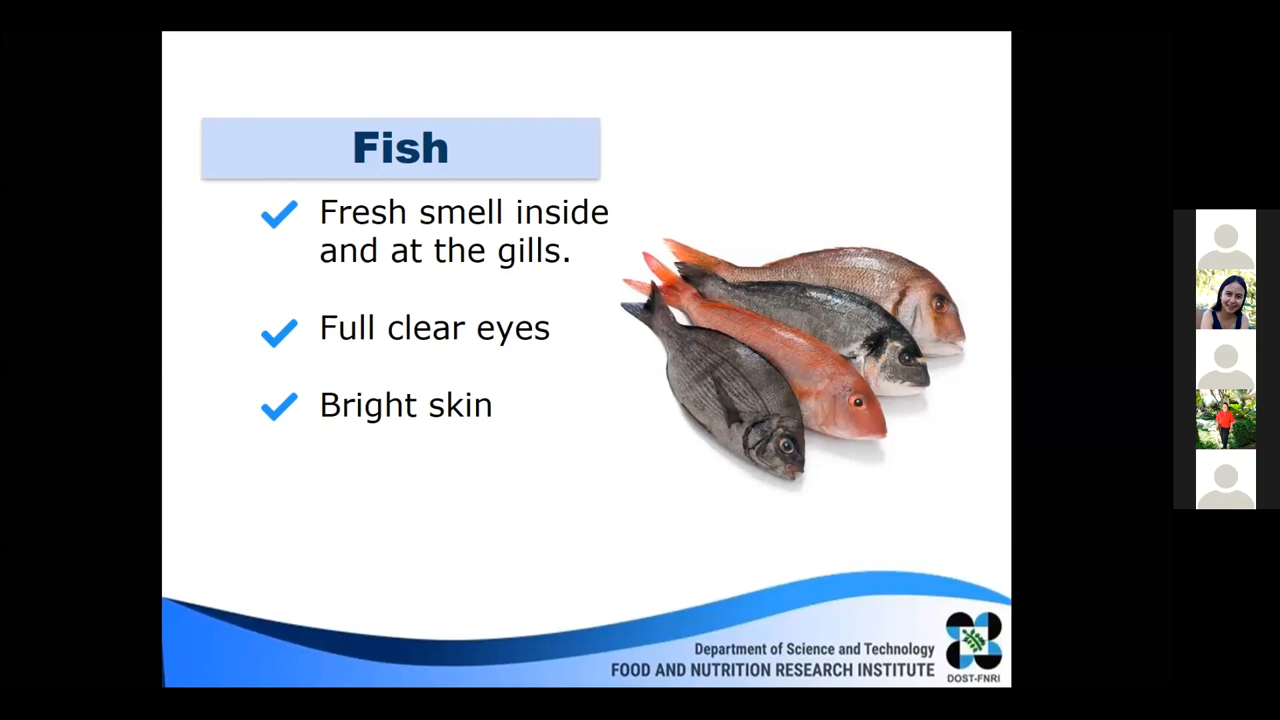 Fish
Fresh smell inside
and at the gills.
Full clear eyes
Bright skin
Department of Science and Technology
FOOD AND NUTRITION RESEARCH INSTITUTE
DOST-FNRI